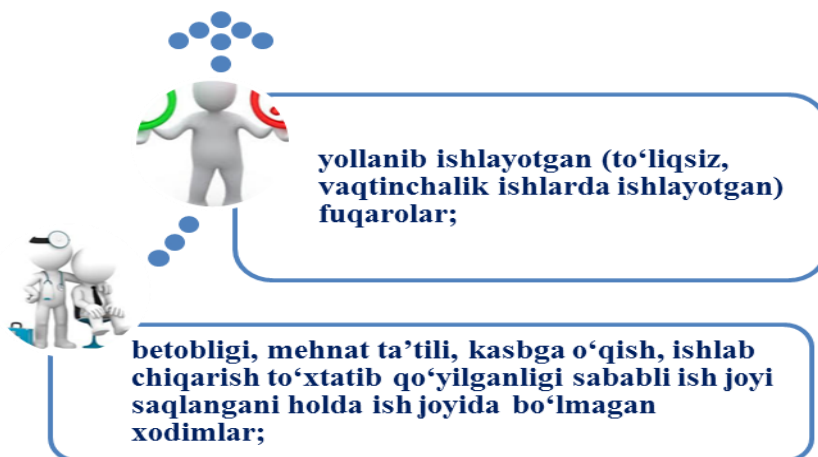 yollanib ishlayotgan (to‘liqsiz,
vaqtinchalik ishlarda ishlayotgan)
fuqarolar;
betobligi, mehnat ta’tili, kasbga o‘qish, ishlab
chiqarish to‘xtatib qo‘yilganligi sababli ish joyi
saqlangani holda ish joyida bo‘lmagan
xodimlar;